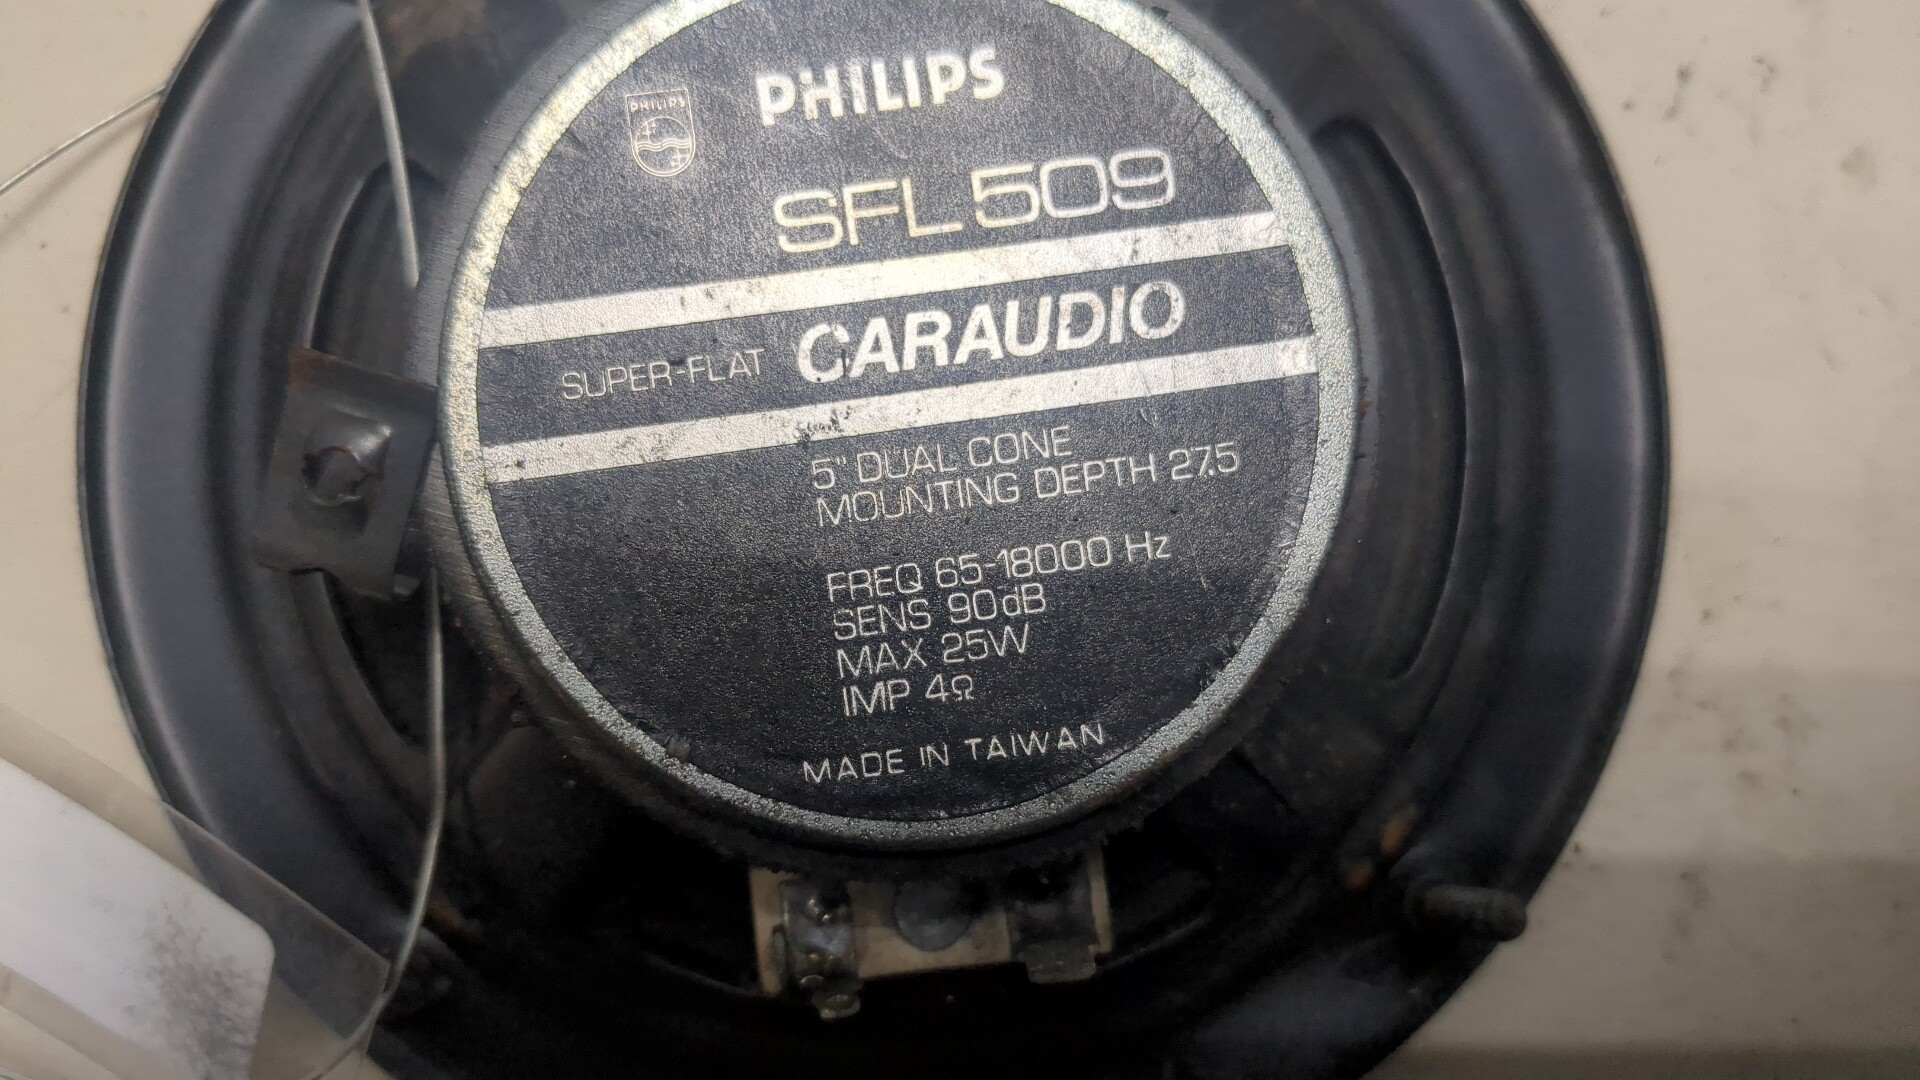 PHILIPS
PHILIPS
SFL 509
SUPER-FLAT CARAUDIO
5" DUAL CONE
MOUNTING DEPTH 27.5
FREQ 65-18000 Hz
SENS 90dB
MAX 25W
IMP 4Ω
MADE IN TAIWAN